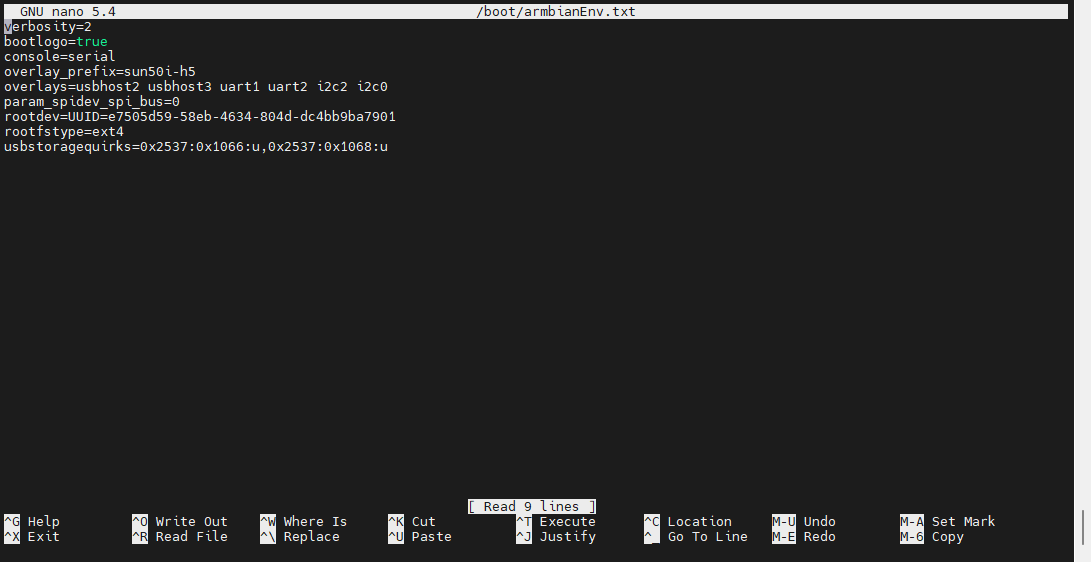 GNU nano 5.4 /boot/armbianEnv.txt
verbosity=2
bootlogo=true
console=serial
overlay_prefix=sun50i-h5
overlays=usbhost2 usbhost3 uart1 uart2 i2c2 i2c0
param_spidev_spi_bus=0
rootdev=UUID=e7505d59-58eb-4634-804d-dc4bb9ba7901
rootfstype=ext4
usbstoragequirks=0x2537:0x1066:u,0x2537:0x1068:u
[ Read 9 lines ]
^G Help ^O Write Out ^W Where Is ^K Cut ^T Execute ^C Location M-U Undo M-A Set Mark
^X Exit ^R Read File ^\ Replace ^U Paste ^J Justify ^_ Go To Line M-E Redo M-6 Copy